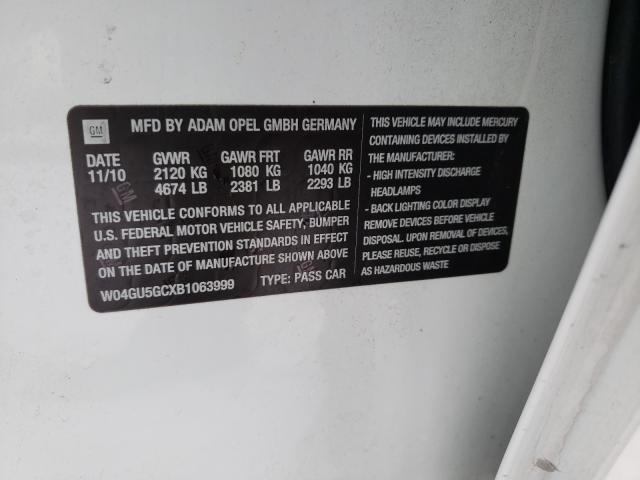 GM
MFD BY ADAM OPEL GMBH GERMANY
DATE GVWR GAWR FRT GAWR RR
11/10 2120 KG 1080 KG 1040 KG
4674 LB 2381 LB 2293 LB
THIS VEHICLE CONFORMS TO ALL APPLICABLE
U.S. FEDERAL MOTOR VEHICLE SAFETY, BUMPER
AND THEFT PREVENTION STANDARDS IN EFFECT
ON THE DATE OF MANUFACTURE SHOWN ABOVE
W04GU5GCXB1063999 TYPE: PASS CAR
THIS VEHICLE MAY INCLUDE MERCURY
CONTAINING DEVICES INSTALLED BY
THE MANUFACTURER:
- HIGH INTENSITY DISCHARGE
HEADLAMPS
- BACK LIGHTING COLOR DISPLAY
REMOVE DEVICES BEFORE VEHICLE
DISPOSAL. UPON REMOVAL OF DEVICES,
PLEASE REUSE, RECYCLE OR DISPOSE
AS HAZARDOUS WASTE